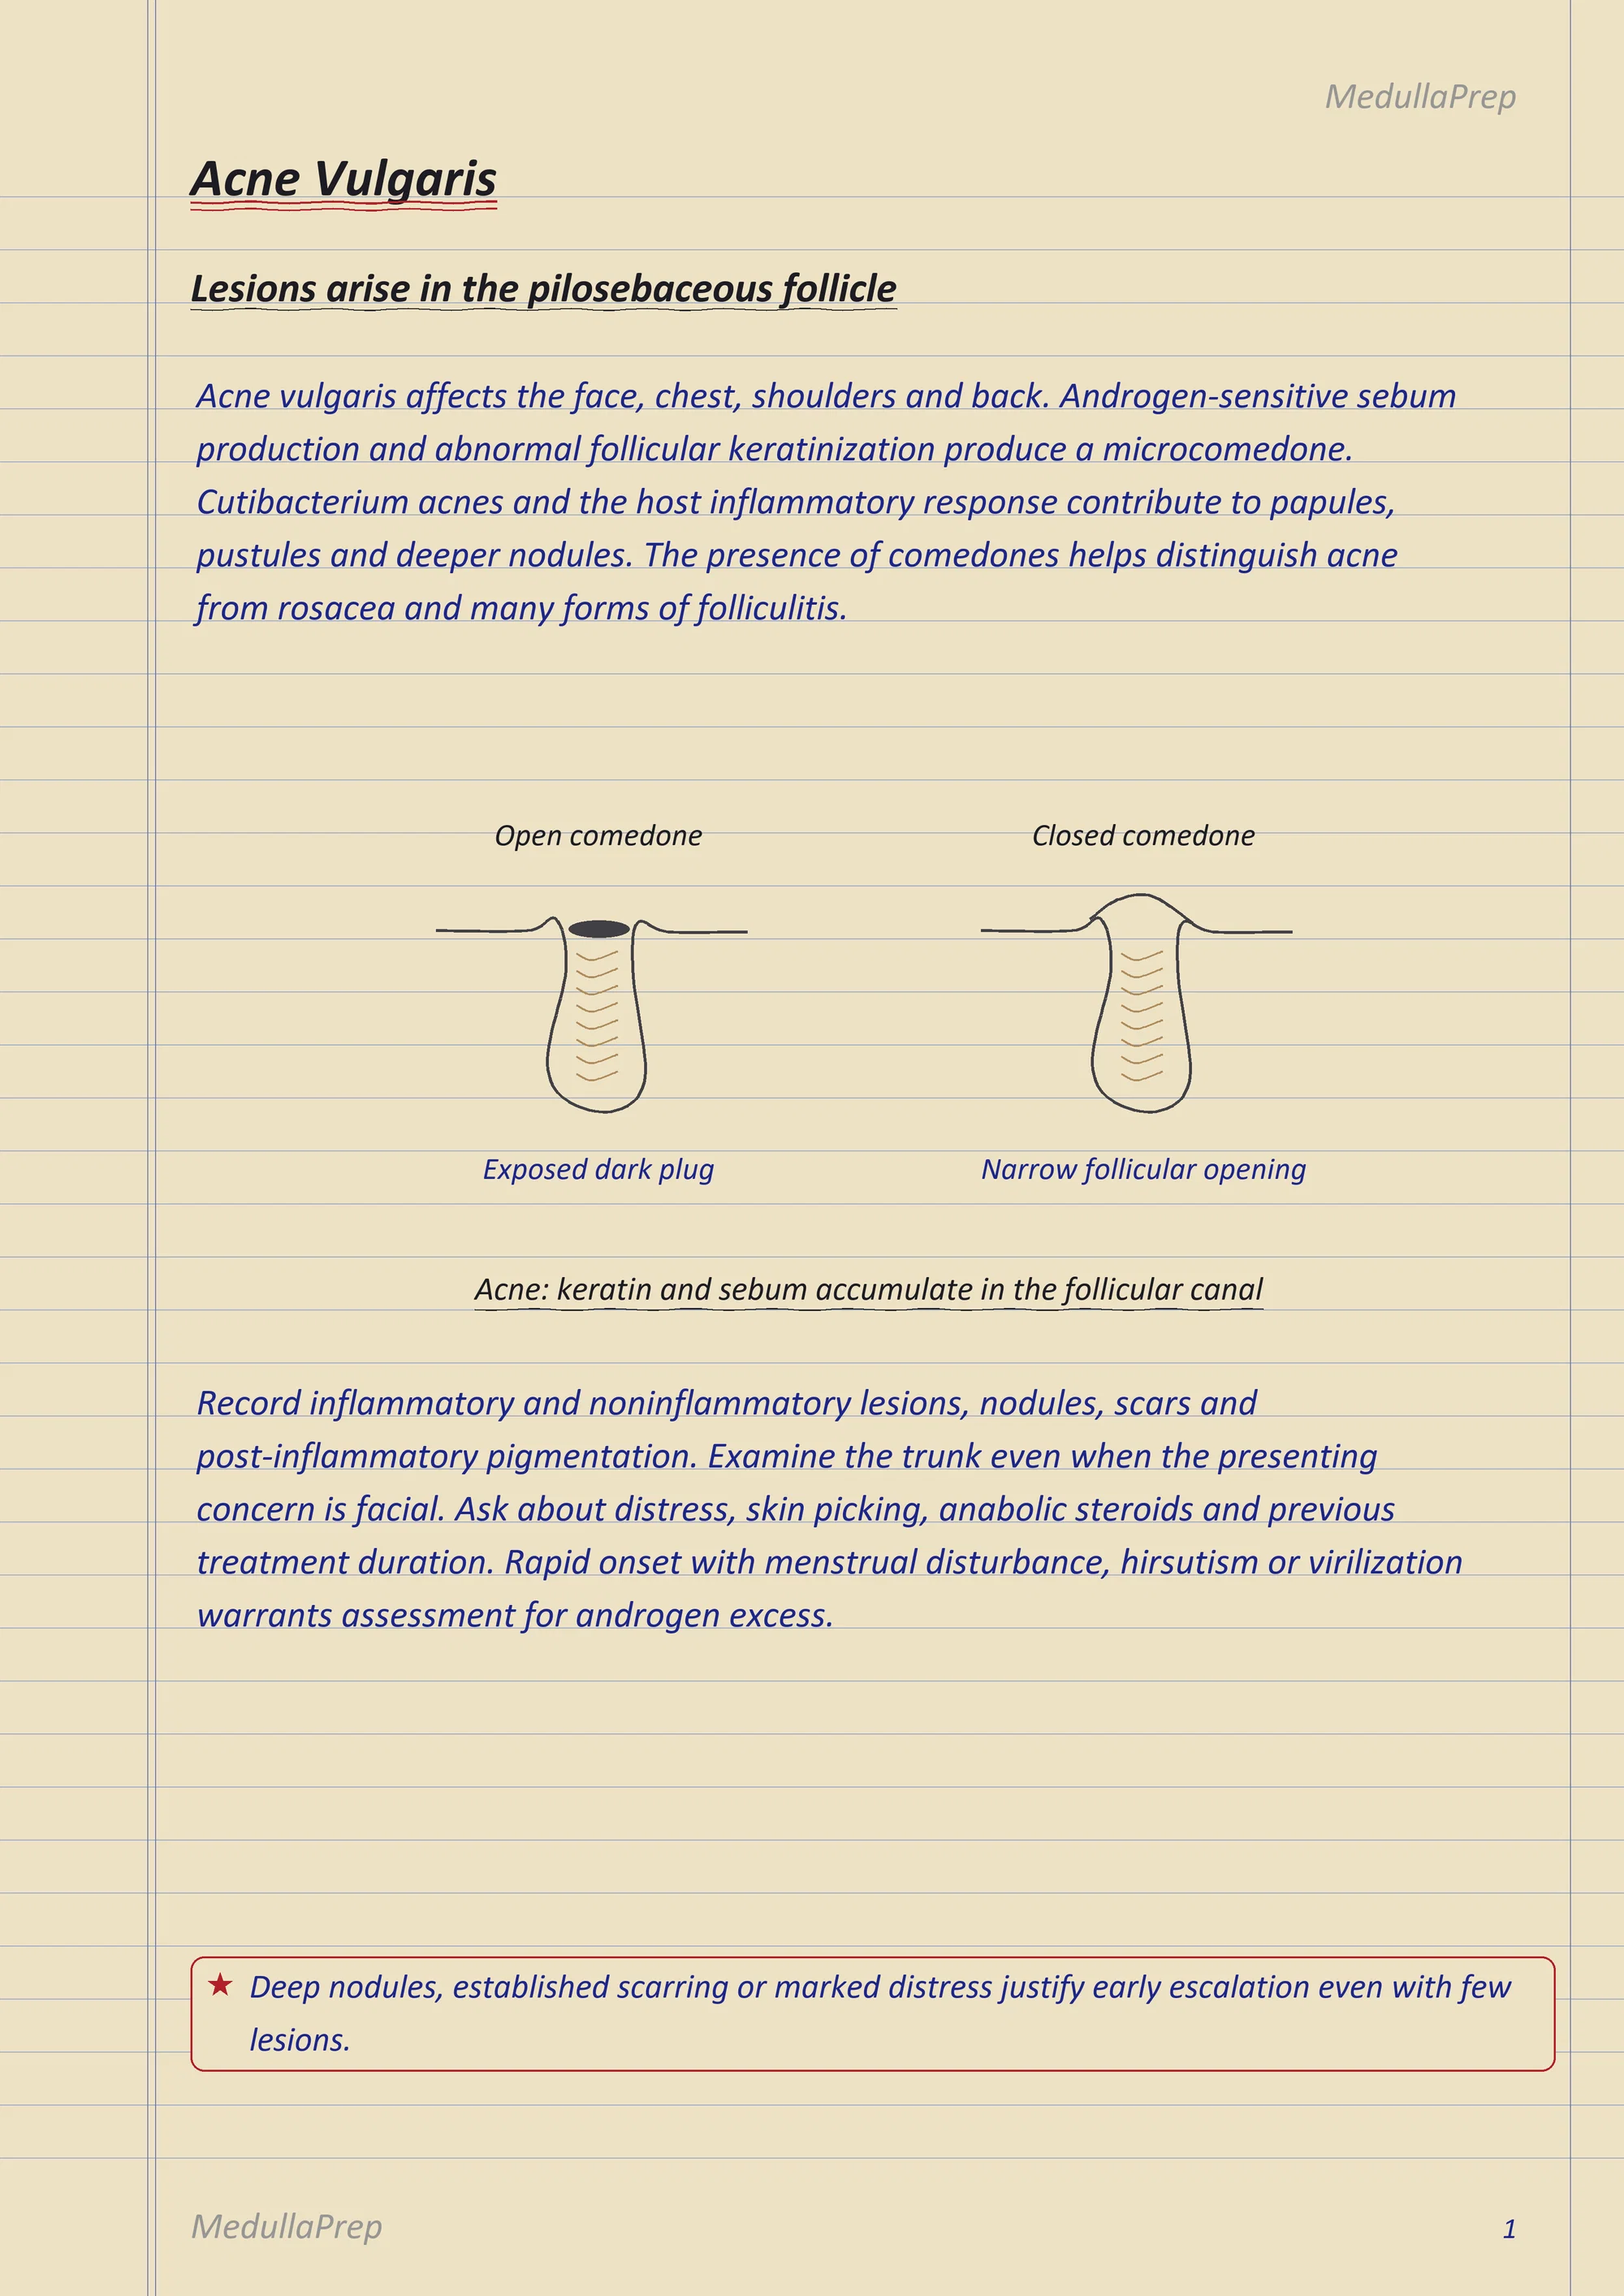 MedullaPrep
Acne Vulgaris
Lesions arise in the pilosebaceous follicle
Acne vulgaris affects the face, chest, shoulders and back. Androgen-sensitive sebum
production and abnormal follicular keratinization produce a microcomedone.
Cutibacterium acnes and the host inflammatory response contribute to papules,
pustules and deeper nodules. The presence of comedones helps distinguish acne
from rosacea and many forms of folliculitis.
Open comedone
Closed comedone
Exposed dark plug
Narrow follicular opening
Acne: keratin and sebum accumulate in the follicular canal
Record inflammatory and noninflammatory lesions, nodules, scars and
post-inflammatory pigmentation. Examine the trunk even when the presenting
concern is facial. Ask about distress, skin picking, anabolic steroids and previous
treatment duration. Rapid onset with menstrual disturbance, hirsutism or virilization
warrants assessment for androgen excess.
★ Deep nodules, established scarring or marked distress justify early escalation even with few
lesions.
MedullaPrep
1